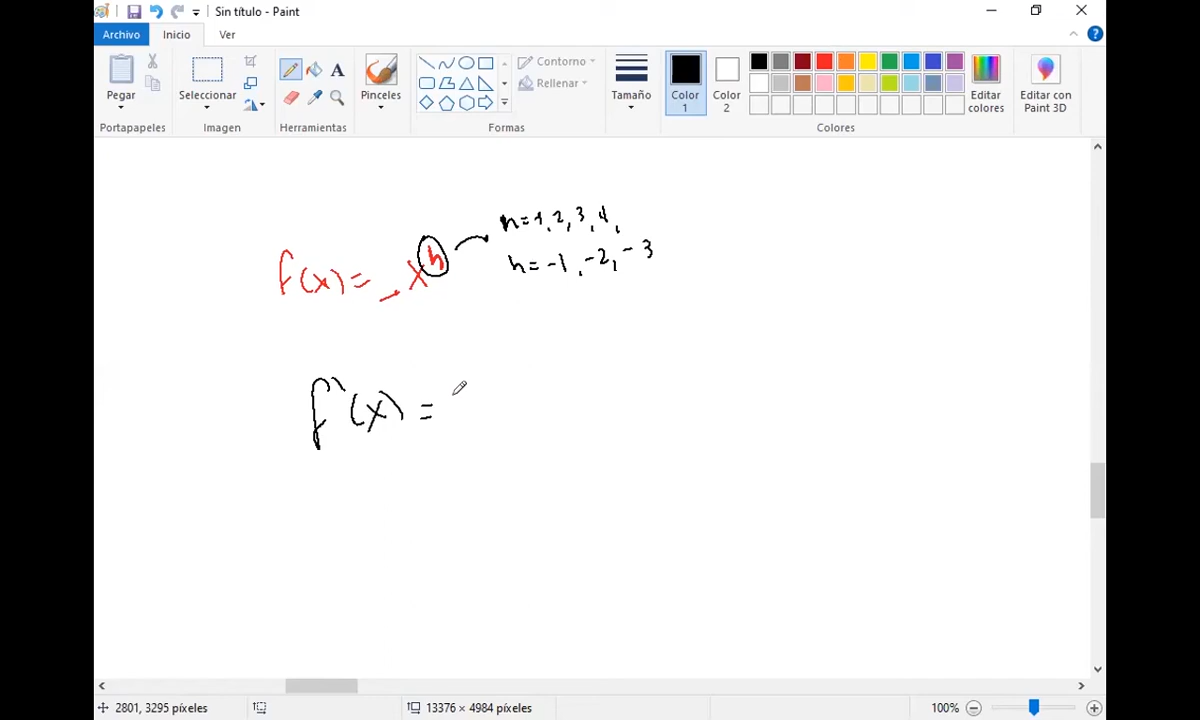 Sin título - Paint
Archivo Inicio Ver
Pegar
Seleccionar
A
Pinceles
Contorno
Rellenar
Tamaño
Color 1
Color 2
Editar colores
Editar con Paint 3D
Portapapeles Imagen Herramientas Formas Colores
n=1, 2, 3, 4,
f(x) = _ x^n
n = -1, -2, -3
f'(x) =
2801, 3295 píxeles 13376 × 4984 píxeles 100%